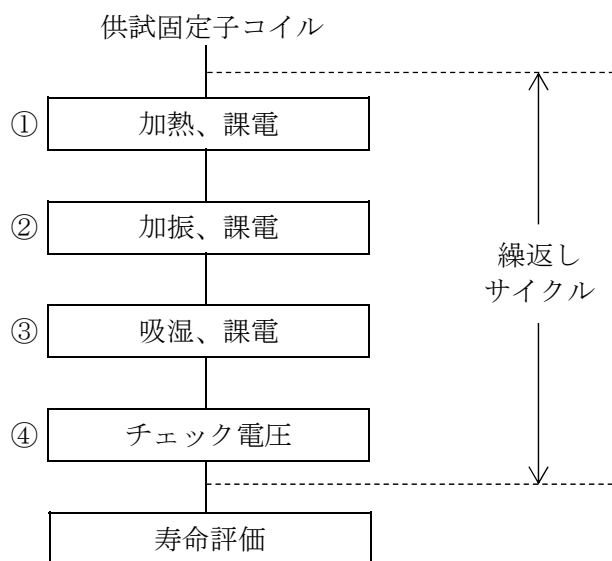 供試固定子コイル
① 加熱、課電
② 加振、課電
③ 吸湿、課電
④ チェック電圧
繰返し
サイクル
寿命評価